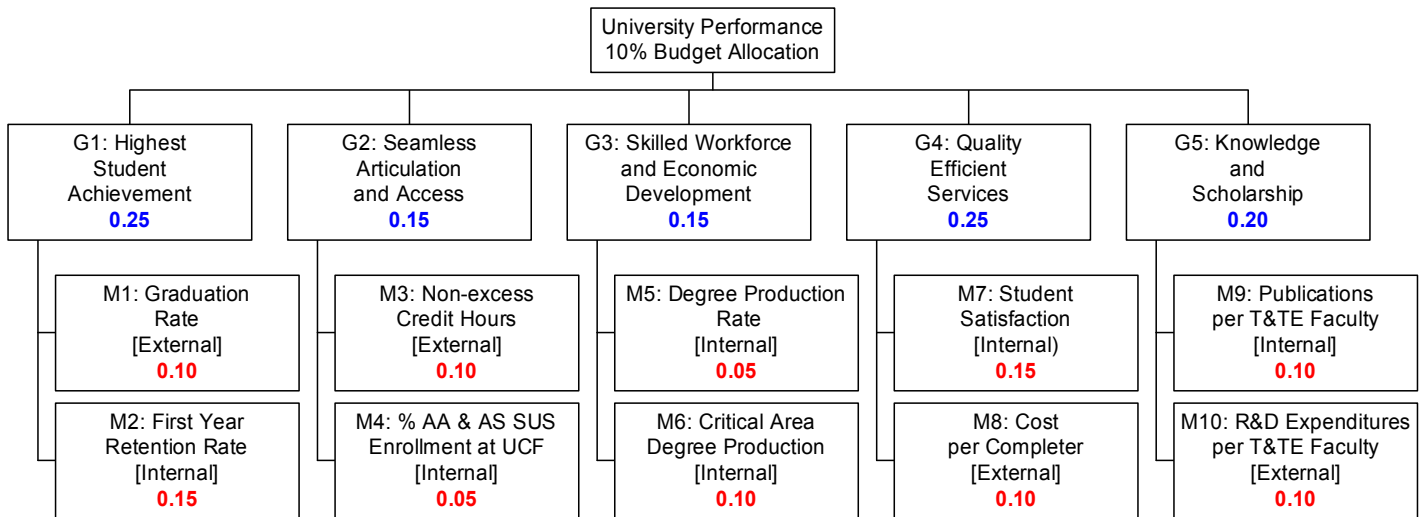 University Performance
10% Budget Allocation
G1: Highest
Student
Achievement
0.25
G2: Seamless
Articulation
and Access
0.15
G3: Skilled Workforce
and Economic
Development
0.15
G4: Quality
Efficient
Services
0.25
G5: Knowledge
and
Scholarship
0.20
M1: Graduation
Rate
[External]
0.10
M3: Non-excess
Credit Hours
[External]
0.10
M5: Degree Production
Rate
[Internal]
0.05
M7: Student
Satisfaction
[Internal)
0.15
M9: Publications
per T&TE Faculty
[Internal]
0.10
M2: First Year
Retention Rate
[Internal]
0.15
M4: % AA & AS SUS
Enrollment at UCF
[Internal]
0.05
M6: Critical Area
Degree Production
[Internal]
0.10
M8: Cost
per Completer
[External]
0.10
M10: R&D Expenditures
per T&TE Faculty
[External]
0.10